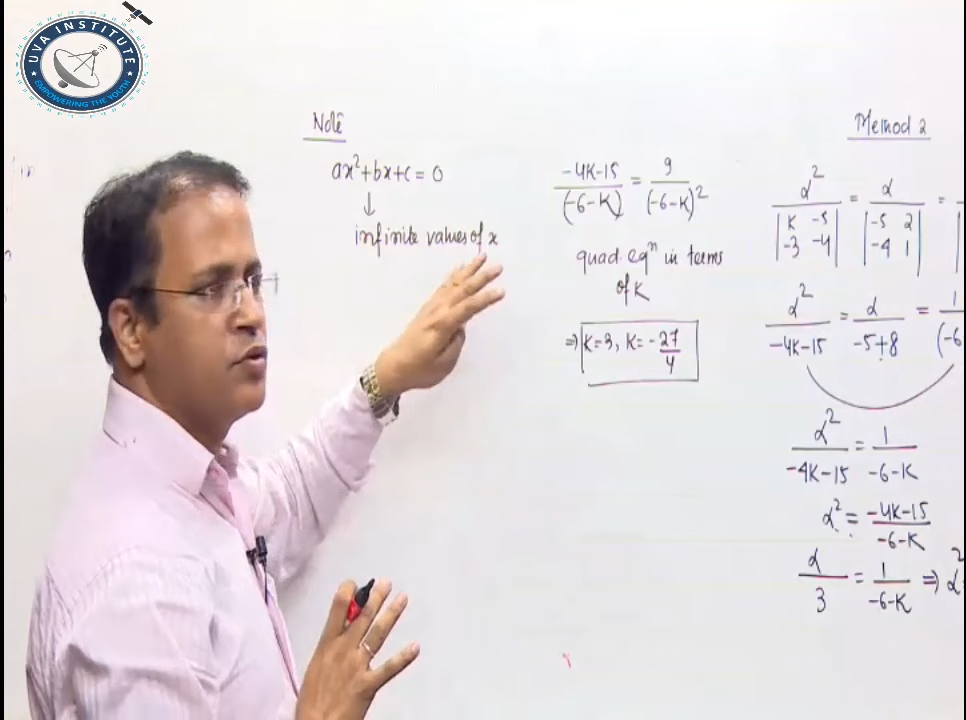 UVA INSTITUTE
EMPOWERING THE YOUTH
Note
ax²+bx+c = 0
↓
infinite values of x
-4K-15/(-6-K) = 9/(-6-K)²
quad. eqⁿ in terms
of K
⇒ K=3, K= -27/4
Method 2
α²/|K -5; -3 -4| = α/|-5 2; -4 1| =
α²/-4K-15 = α/-5+8 = 1/(-6
α²/-4K-15 = 1/-6-K
α² = -4K-15/-6-K
α/3 = 1/-6-K ⇒ α²